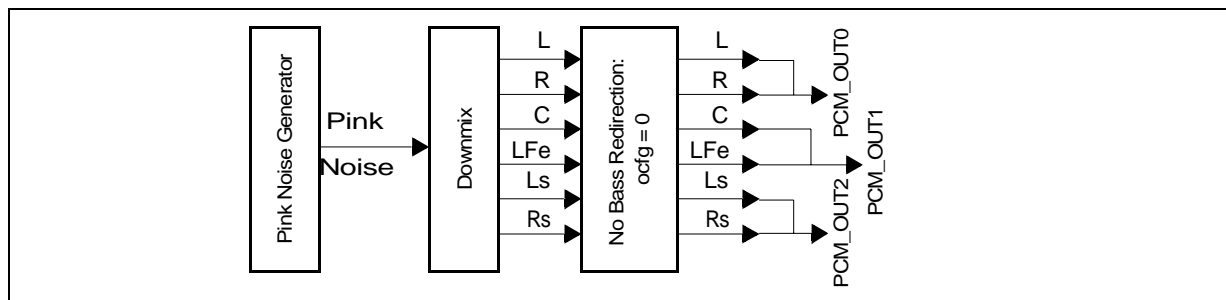 Pink Noise Generator
Pink
Noise
Downmix
L
R
C
LFe
Ls
Rs
No Bass Redirection:
ocfg = 0
L
R
C
LFe
Ls
Rs
PCM_OUT0
PCM_OUT1
PCM_OUT2